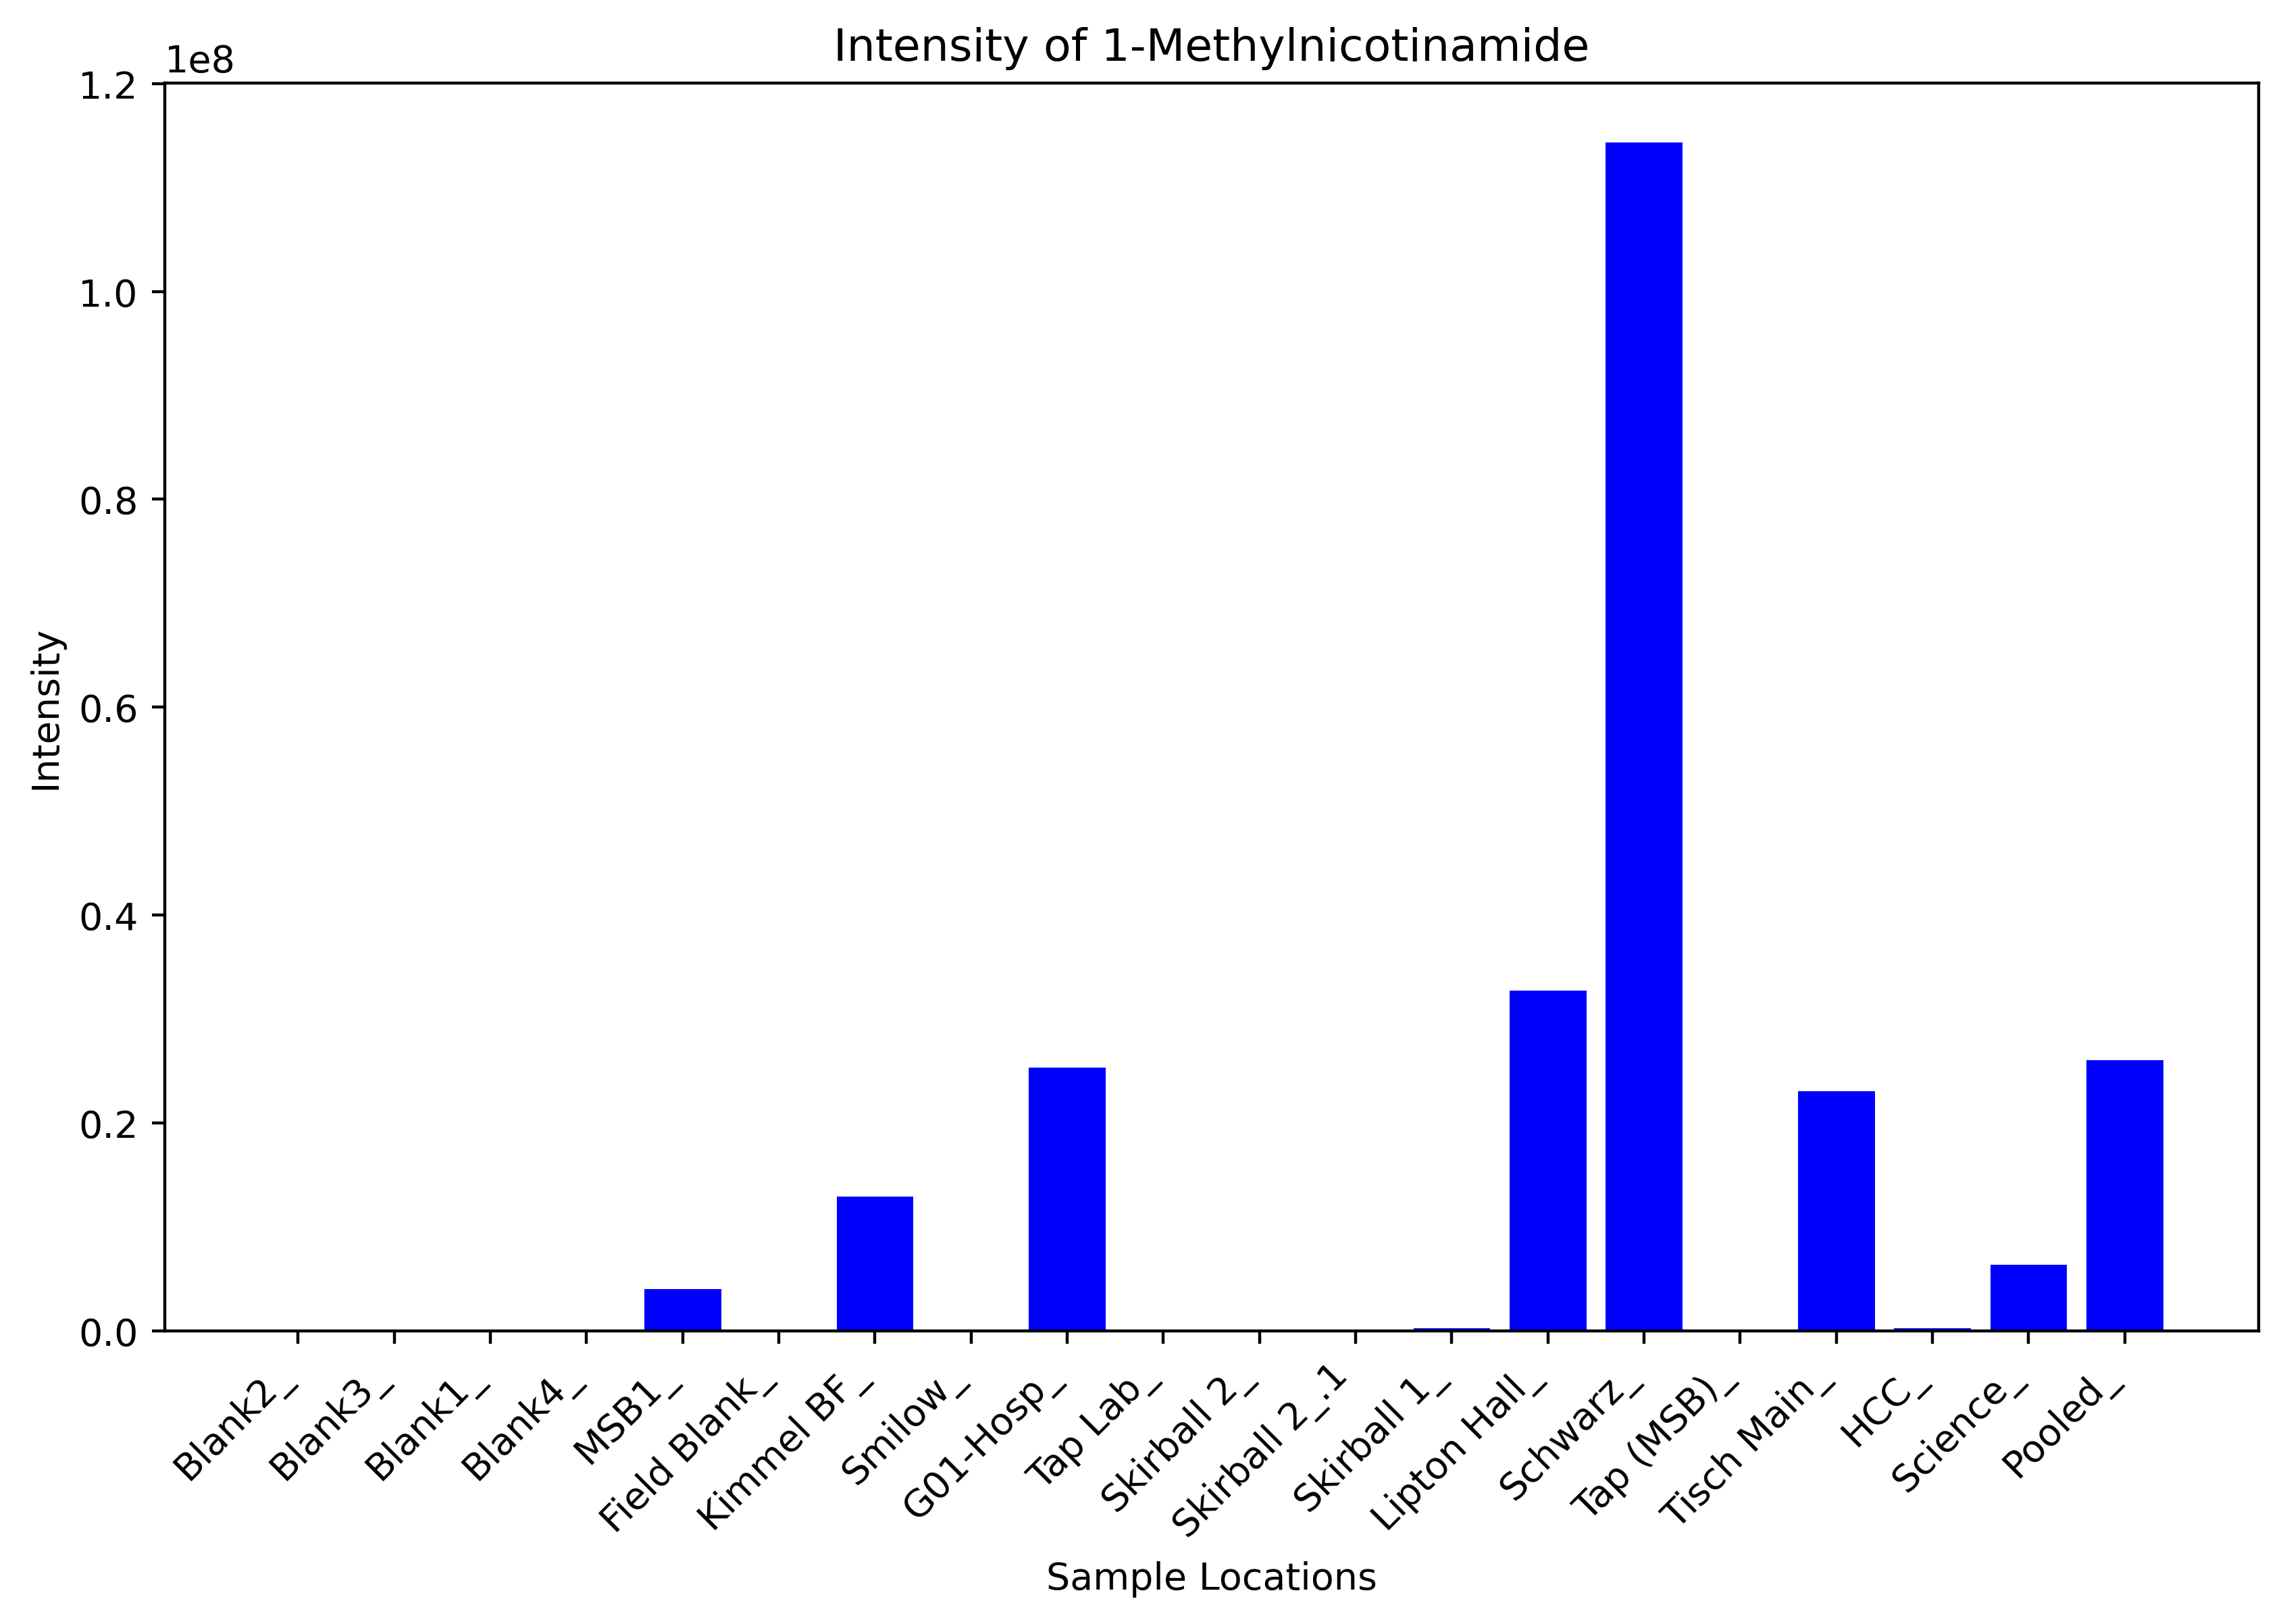 Intensity of 1-Methylnicotinamide
1e8
1.2
1.0
0.8
0.6
0.4
0.2
0.0
Intensity
Blank2_
Blank3_
Blank1_
Blank4_
MSB1_
Field Blank_
Kimmel BF_
Smilow_
G01-Hosp_
Tap Lab_
Skirball 2_
Skirball 2_.1
Skirball 1_
Lipton Hall_
Schwarz_
Tap (MSB)_
Tisch Main_
HCC_
Science_
Pooled_
Sample Locations